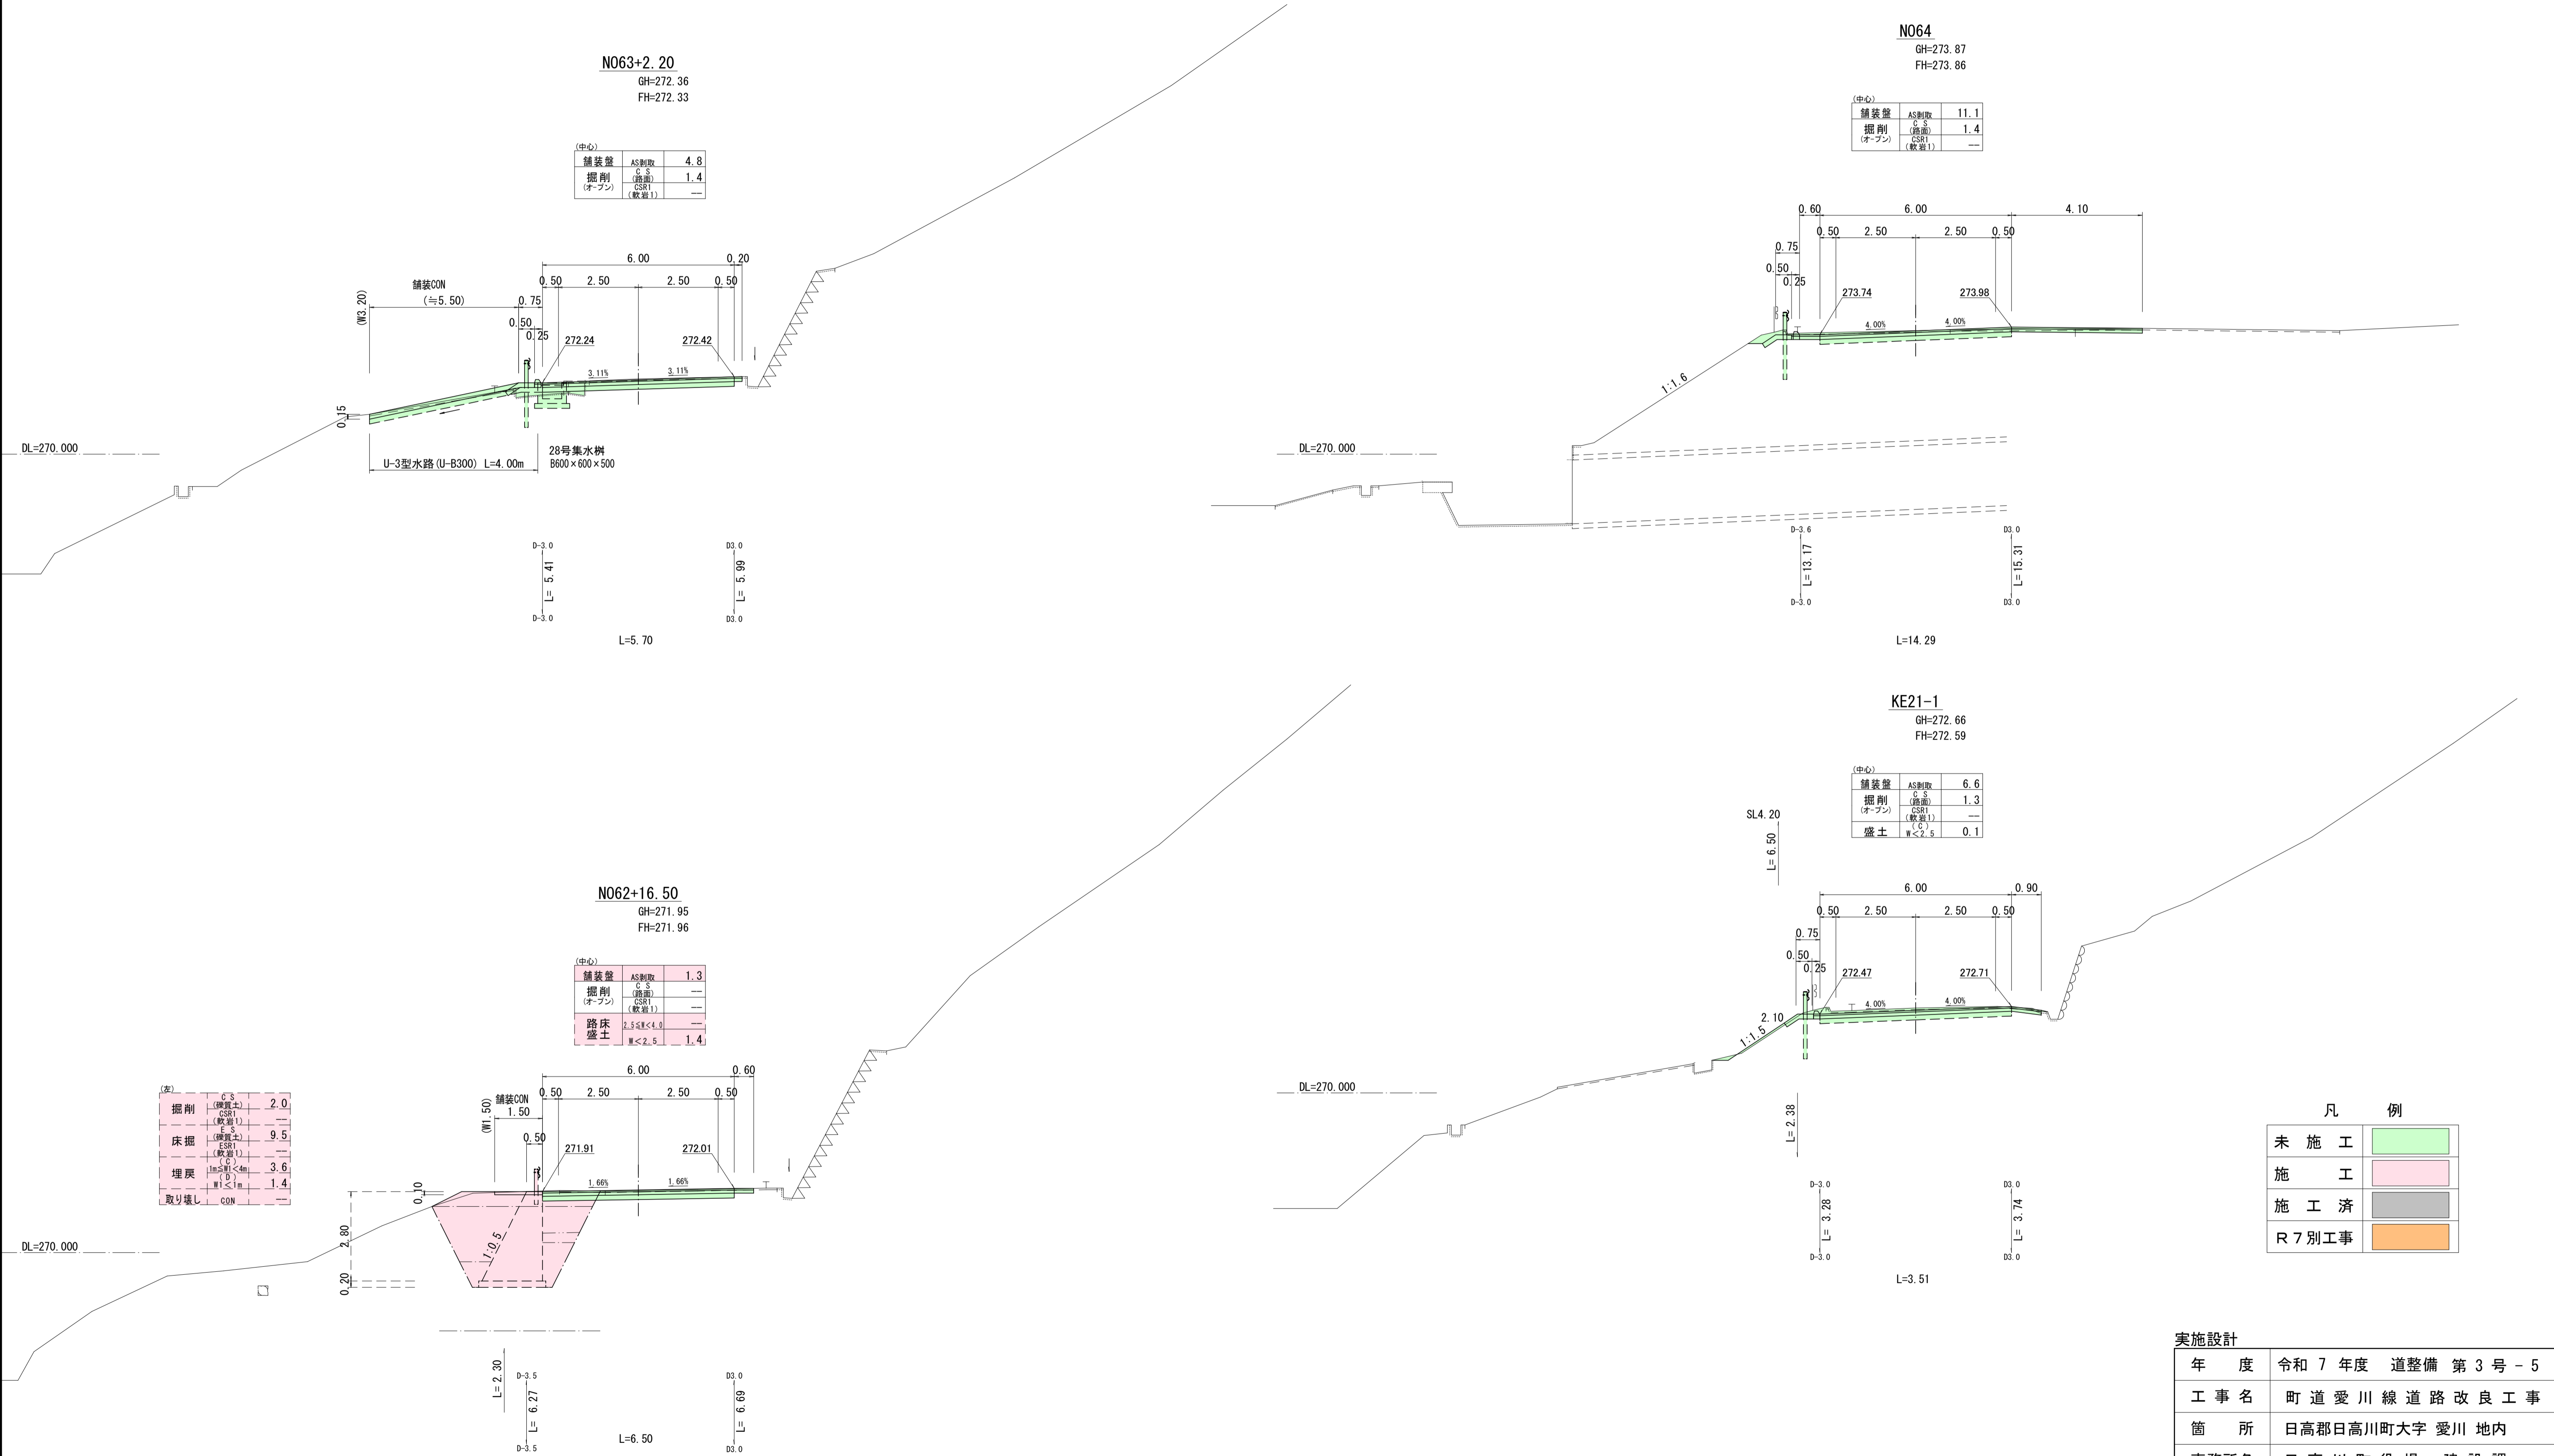 NO63+2.20
GH=272.36
FH=272.33
(中心)
舗装盤 AS剥取 4.8
掘削 (オープン) C S (路面) 1.4
CSR1 (軟岩1) ――
6.00 0.20
0.50 2.50 2.50 0.50
舗装CON
(≒5.50) 0.75
(W3.20)
0.50
0.25
272.24 272.42
3.11% 3.11%
0.15
DL=270.000
U-3型水路(U-B300) L=4.00m
28号集水桝
B600×600×500
D-3.0 D3.0
L= 5.41 L= 5.99
D-3.0 D3.0
L=5.70
NO64
GH=273.87
FH=273.86
(中心)
舗装盤 AS剥取 11.1
掘削 (オープン) C S (路面) 1.4
CSR1 (軟岩1) ――
0.60 6.00 4.10
0.50 2.50 2.50 0.50
0.75
0.50
0.25
273.74 273.98
4.00% 4.00%
1:1.6
DL=270.000
D-3.6 D3.0
L=13.17 L=15.31
D-3.0 D3.0
L=14.29
NO62+16.50
GH=271.95
FH=271.96
(中心)
舗装盤 AS剥取 1.3
掘削 (オープン) C S (路面) ――
CSR1 (軟岩1) ――
路床盛土 2.5≦W<4.0 ――
W<2.5 1.4
(左)
掘削 C S (礫質土) 2.0
CSR1 (軟岩1) ――
床掘 E S (礫質土) 9.5
ESR1 (軟岩1) ――
埋戻 (C) 1m≦W1<4m 3.6
(D) W1<1m 1.4
取り壊し CON ――
6.00 0.60
舗装CON 0.50 2.50 2.50 0.50
(W1.50) 1.50
0.50
271.91 272.01
1.66% 1.66%
0.10
2.80
1:0.5
0.20
DL=270.000
L= 2.30
D-3.5 D3.0
L= 6.27 L= 6.69
D-3.5 D3.0
L=6.50
KE21-1
GH=272.66
FH=272.59
(中心)
舗装盤 AS剥取 6.6
掘削 (オープン) C S (路面) 1.3
CSR1 (軟岩1) ――
盛土 (C) W<2.5 0.1
SL4.20
L= 6.50
6.00 0.90
0.50 2.50 2.50 0.50
0.75
0.50
0.25
272.47 272.71
4.00% 4.00%
2.10
1:1.5
DL=270.000
L= 2.38
D-3.0 D3.0
L= 3.28 L= 3.74
D-3.0 D3.0
L=3.51
凡 例
未 施 工
施 工
施 工 済
R7別工事
実施設計
年 度 令和 7 年度 道整備 第 3 号 - 5
工 事 名 町 道 愛 川 線 道 路 改 良 工 事
箇 所 日高郡日高川町大字 愛川 地内